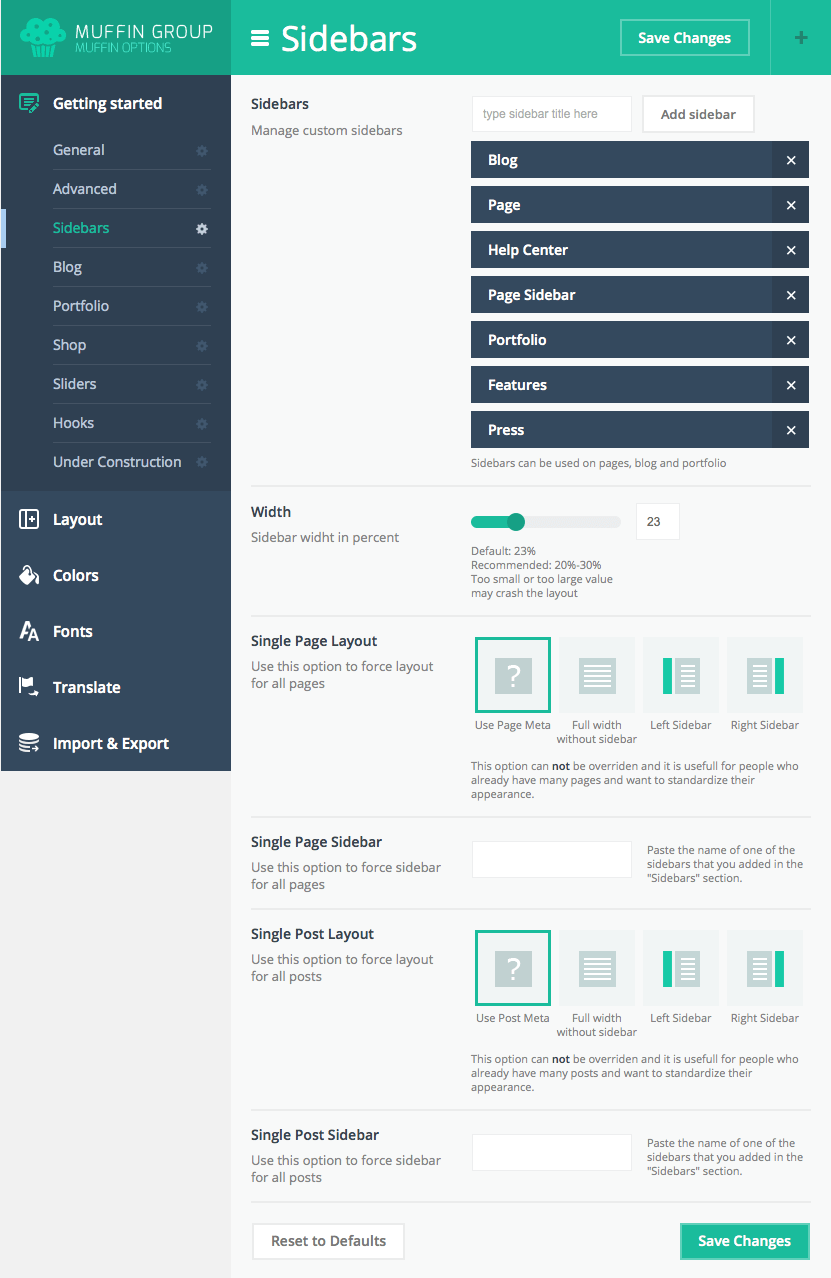 MUFFIN GROUP
MUFFIN OPTIONS
Sidebars
Save Changes
+
Getting started
General
Advanced
Sidebars
Blog
Portfolio
Shop
Sliders
Hooks
Under Construction
Layout
Colors
Fonts
Translate
Import & Export
Sidebars
Manage custom sidebars
type sidebar title here
Add sidebar
Blog
Page
Help Center
Page Sidebar
Portfolio
Features
Press
Sidebars can be used on pages, blog and portfolio
Width
Sidebar widht in percent
23
Default: 23%
Recommended: 20%-30%
Too small or too large value
may crash the layout
Single Page Layout
Use this option to force layout
for all pages
?
Use Page Meta
Full width
without sidebar
Left Sidebar
Right Sidebar
This option can not be overriden and it is usefull for people who
already have many pages and want to standardize their
appearance.
Single Page Sidebar
Use this option to force sidebar
for all pages
Paste the name of one of the
sidebars that you added in the
"Sidebars" section.
Single Post Layout
Use this option to force layout
for all posts
?
Use Post Meta
Full width
without sidebar
Left Sidebar
Right Sidebar
This option can not be overriden and it is usefull for people who
already have many posts and want to standardize their
appearance.
Single Post Sidebar
Use this option to force sidebar
for all posts
Paste the name of one of the
sidebars that you added in the
"Sidebars" section.
Reset to Defaults
Save Changes